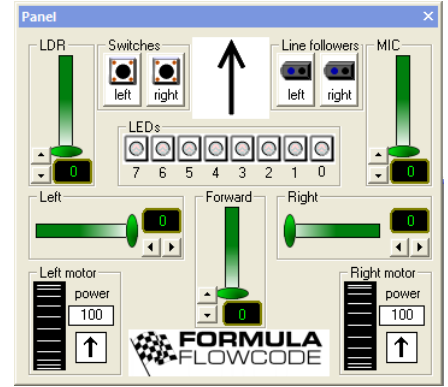 Panel
LDR
Switches
Line followers
MIC
left right
left right
LEDs
0
7 6 5 4 3 2 1 0
0
Left
Forward
Right
0
0
Left motor
Right motor
power
power
100
0
100
FORMULA
FLOWCODE